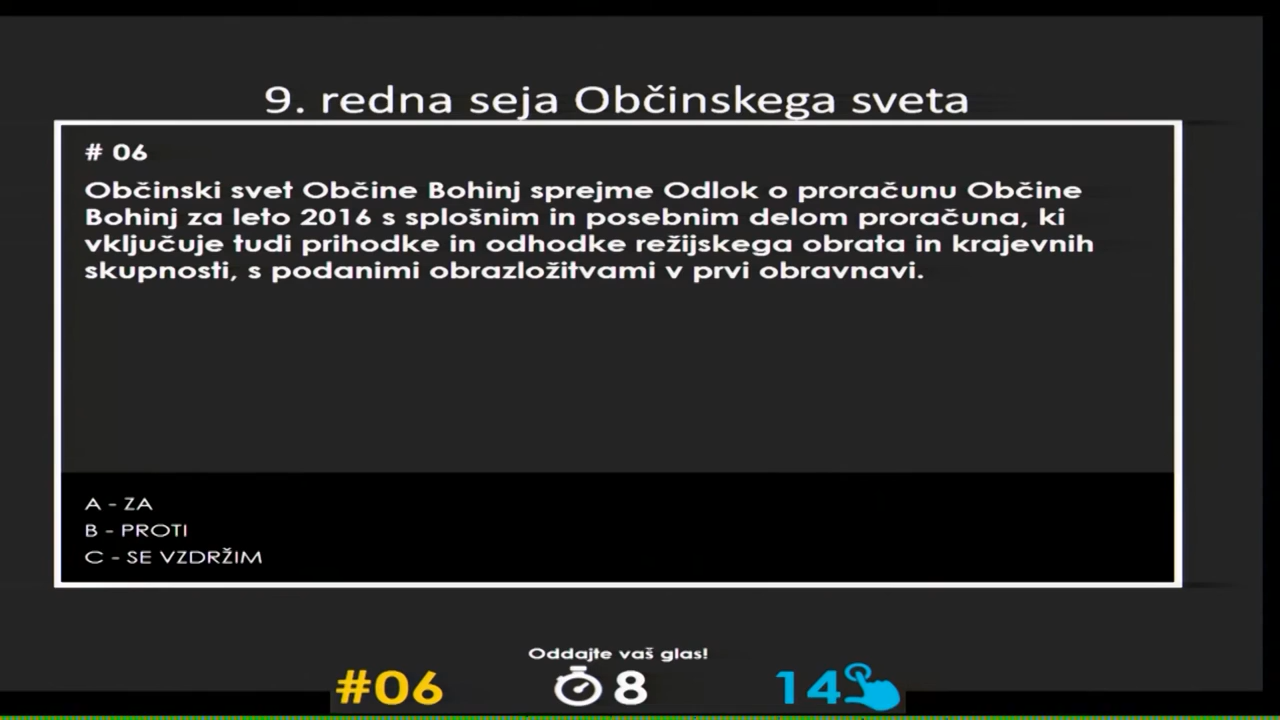 9. redna seja Občinskega sveta
# 06
Občinski svet Občine Bohinj sprejme Odlok o proračunu Občine
Bohinj za leto 2016 s splošnim in posebnim delom proračuna, ki
vključuje tudi prihodke in odhodke režijskega obrata in krajevnih
skupnosti, s podanimi obrazložitvami v prvi obravnavi.
A - ZA
B - PROTI
C - SE VZDRŽIM
Oddajte vaš glas!
#06 8 14